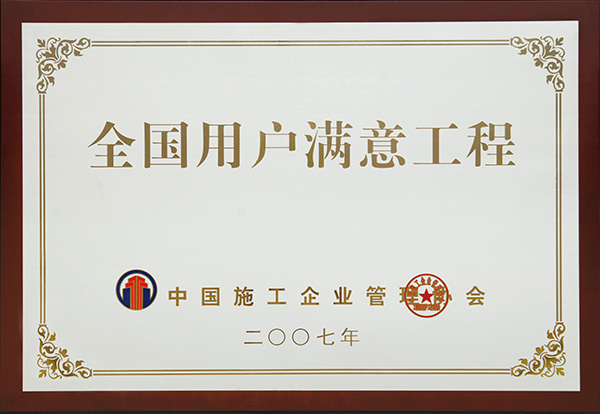 全国用户满意工程
中国施工企业管理协会
二〇〇七年